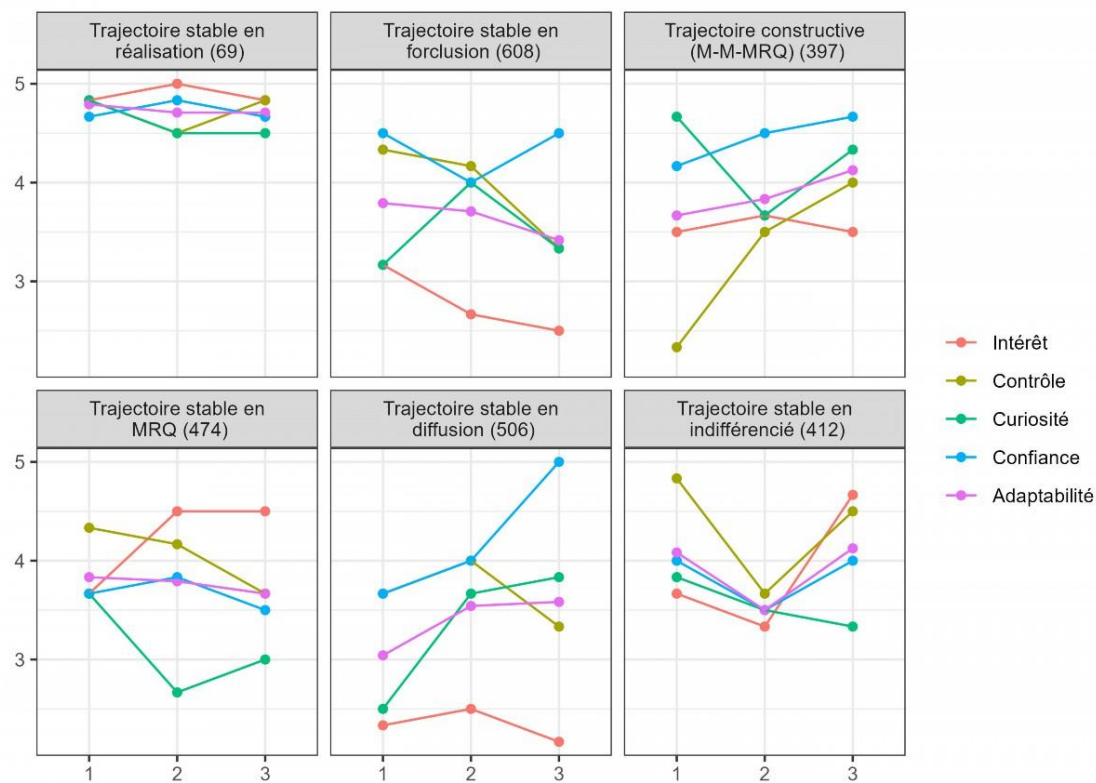 Trajectoire stable en
réalisation (69)
Trajectoire stable en
forclusion (608)
Trajectoire constructive
(M-M-MRQ) (397)
5
4
3
Trajectoire stable en
MRQ (474)
Trajectoire stable en
diffusion (506)
Trajectoire stable en
indifférencié (412)
5
4
3
1 2 3
1 2 3
1 2 3
Intérêt
Contrôle
Curiosité
Confiance
Adaptabilité